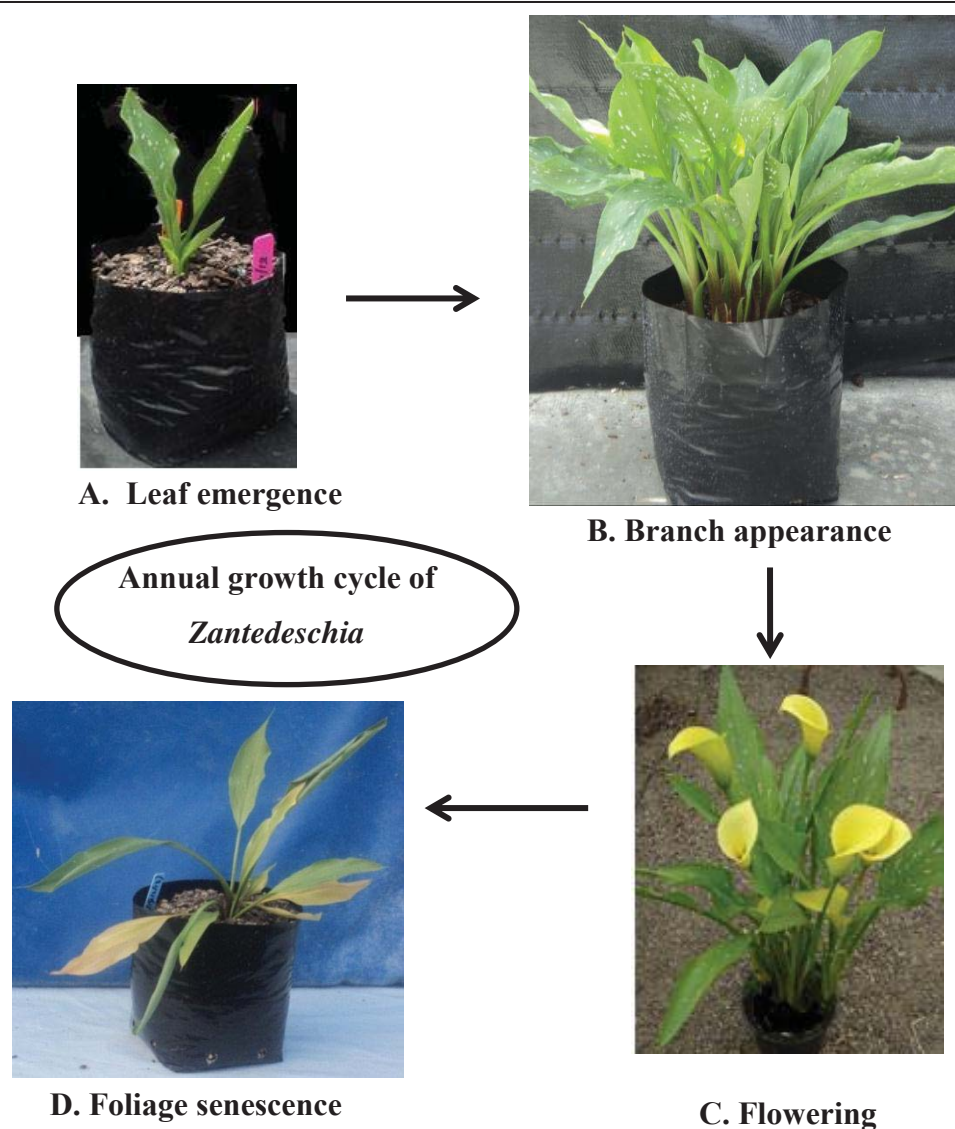 A. Leaf emergence
B. Branch appearance
Annual growth cycle of
Zantedeschia
D. Foliage senescence
C. Flowering